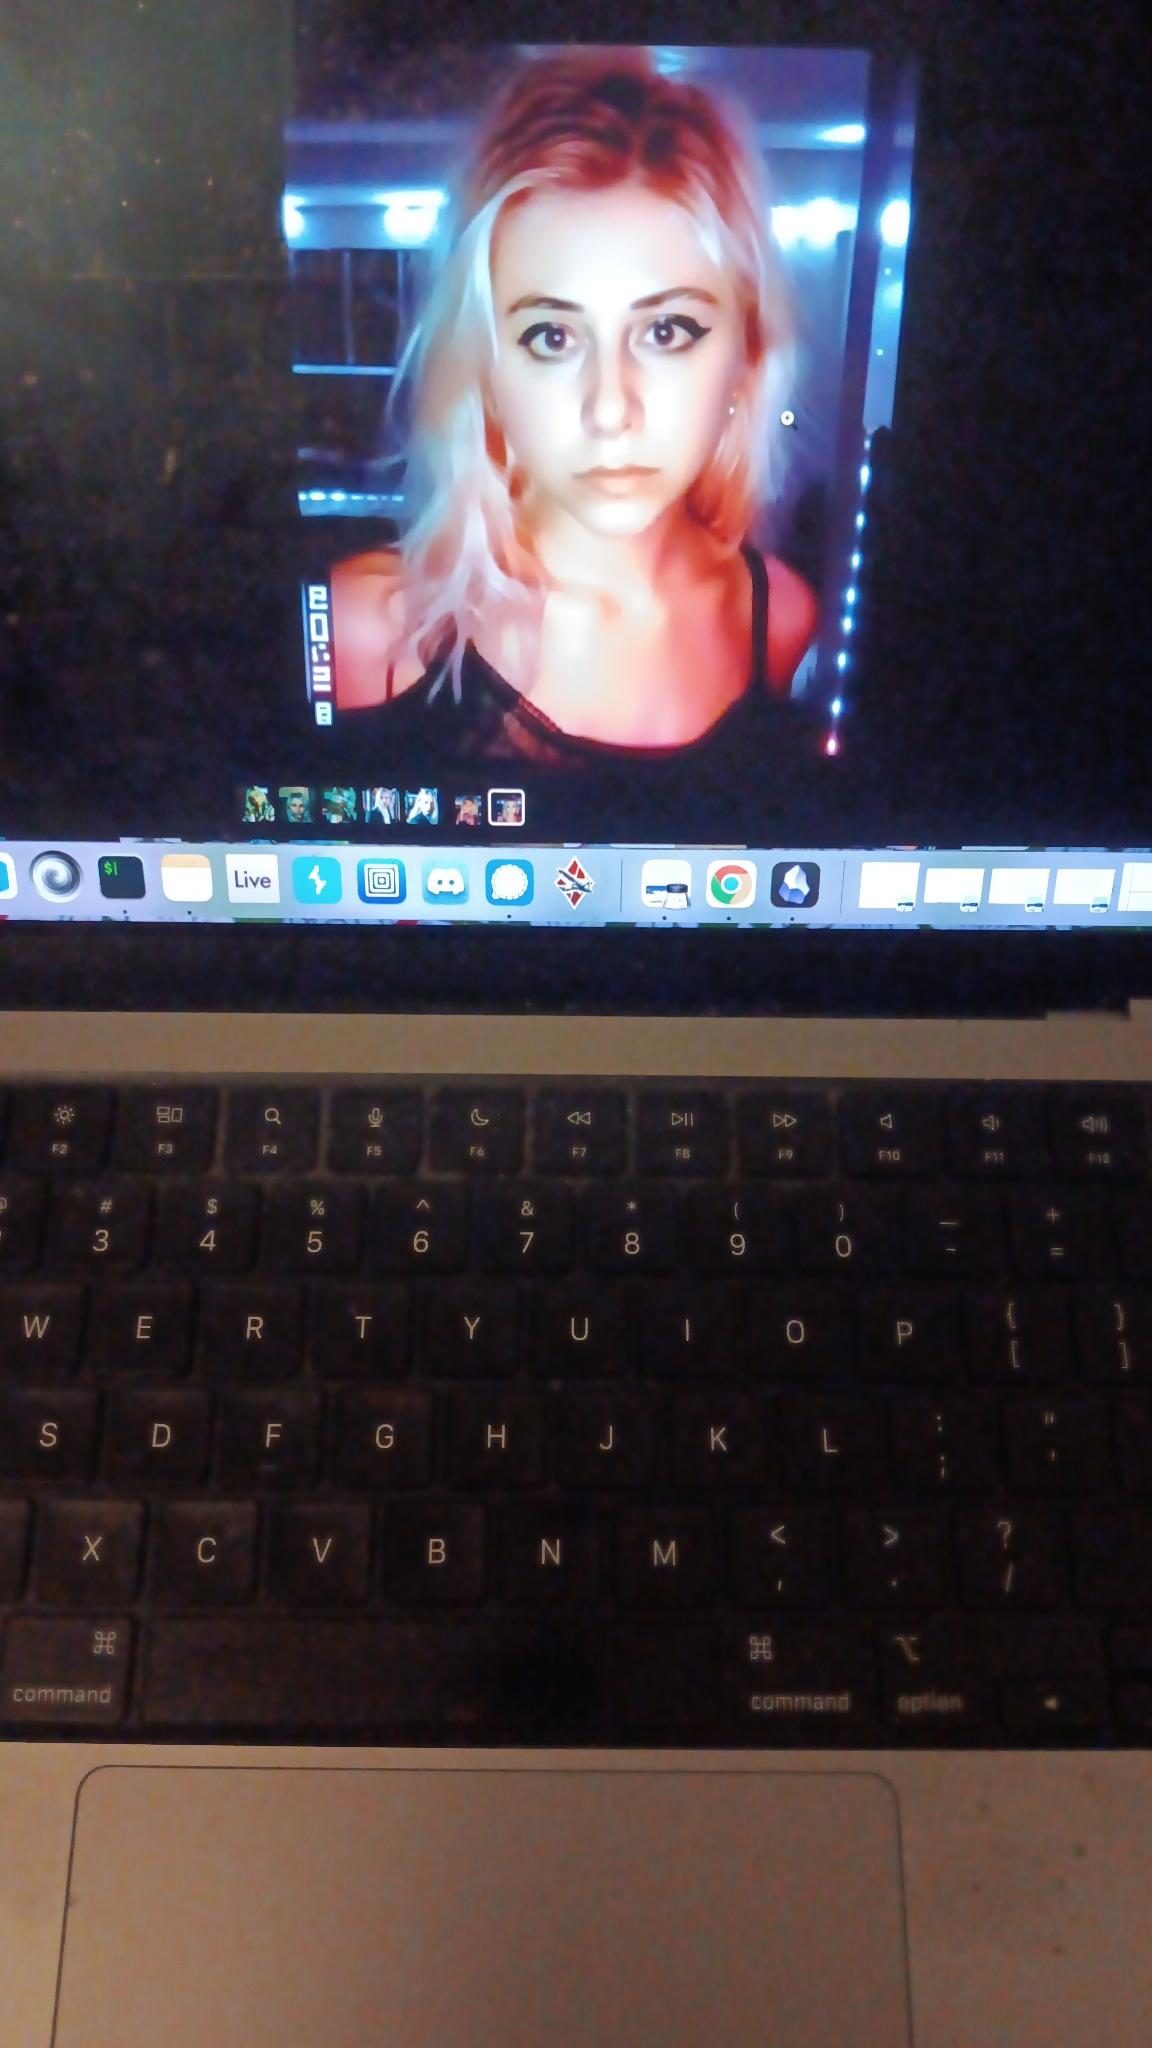 $|
Live
F2 F3 F4 F5 F6 F7 F8 F9 F10 F11 F12
# $ % ^ & * ( ) — +
3 4 5 6 7 8 9 0 - =
W E R T Y U I O P { }
[ ]
S D F G H J K L : "
; '
X C V B N M < > ?
, . /
⌘ ⌘ ⌥
command command option